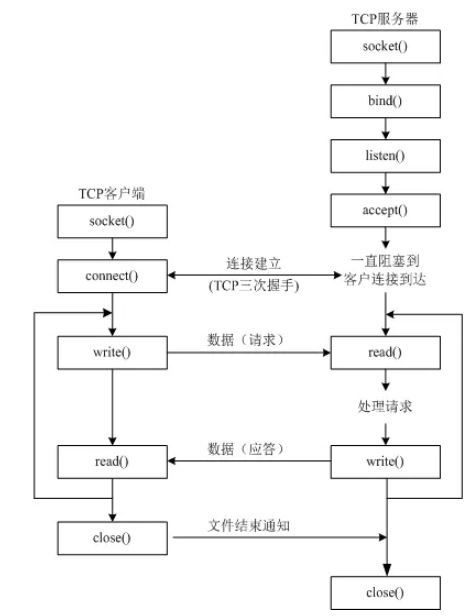 TCP服务器
socket()
bind()
listen()
accept()
TCP客户端
socket()
一直阻塞到
客户连接到达
connect()
连接建立
(TCP三次握手)
write()
数据（请求）
read()
处理请求
read()
数据（应答）
write()
close()
文件结束通知
close()